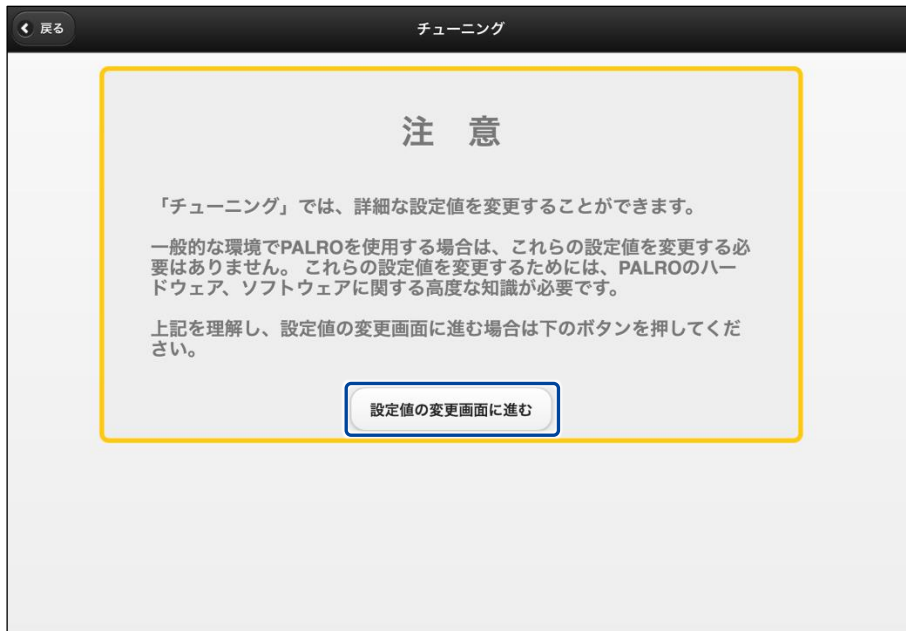 戻る
チューニング
注　意
「チューニング」では、詳細な設定値を変更することができます。
一般的な環境でPALROを使用する場合は、これらの設定値を変更する必
要はありません。 これらの設定値を変更するためには、PALROのハー
ドウェア、ソフトウェアに関する高度な知識が必要です。
上記を理解し、設定値の変更画面に進む場合は下のボタンを押してくだ
さい。
設定値の変更画面に進む